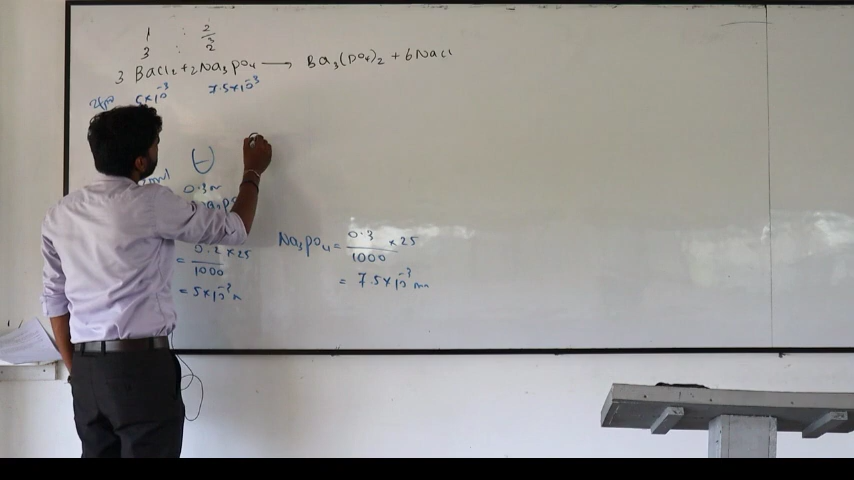 1 : 2/3
3 : 2
3 BaCl2 + 2Na3PO4 → Ba3(PO4)2 + 6NaCl
5×10^-3 7.5×10^-3
0.3m
Na3PO4 = 0.3/1000 × 25
= 0.2 × 25/1000
= 7.5×10^-3
= 5×10^-3